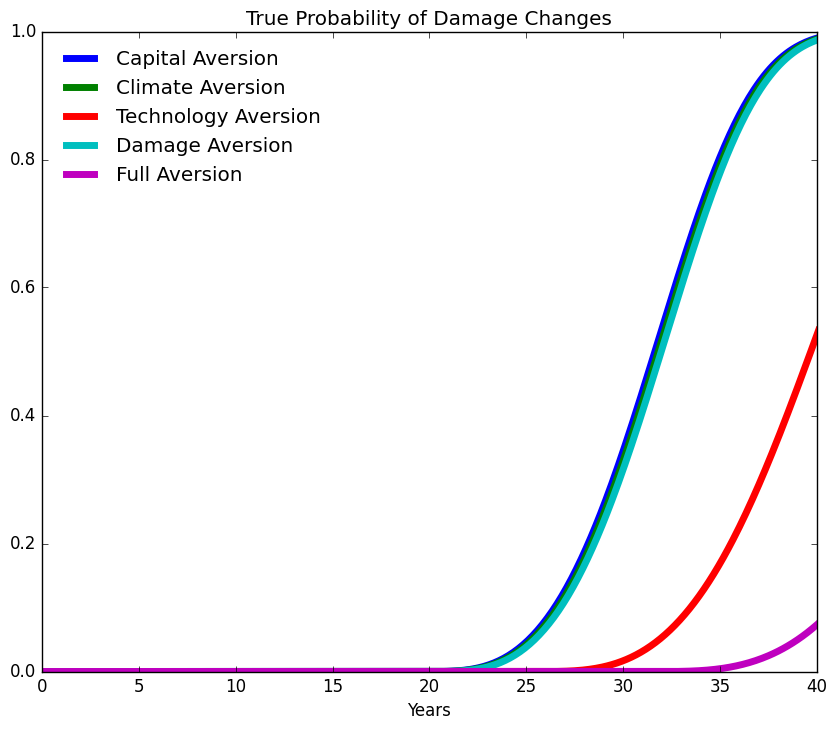 True Probability of Damage Changes
1.0
Capital Aversion
Climate Aversion
Technology Aversion
Damage Aversion
Full Aversion
0.8
0.6
0.4
0.2
0.0
0 5 10 15 20 25 30 35 40
Years